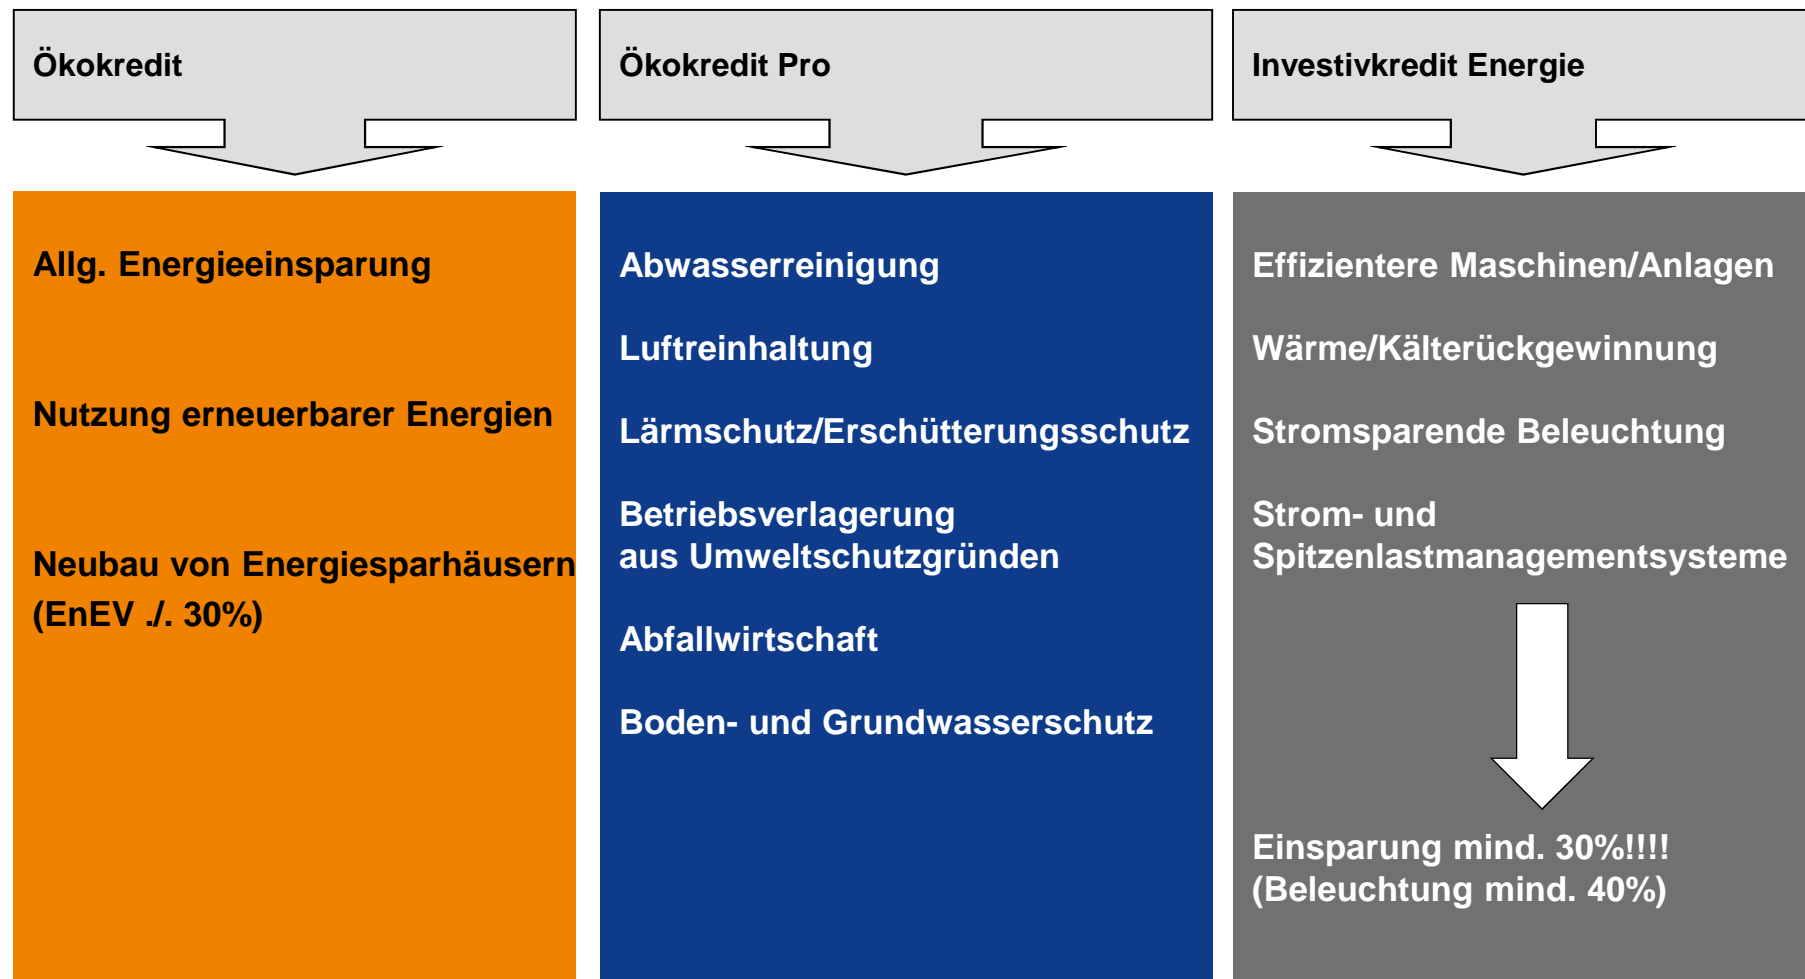 Ökokredit
Allg. Energieeinsparung
Nutzung erneuerbarer Energien
Neubau von Energiesparhäusern
(EnEV ./. 30%)
Ökokredit Pro
Abwasserreinigung
Luftreinhaltung
Lärmschutz/Erschütterungsschutz
Betriebsverlagerung
aus Umweltschutzgründen
Abfallwirtschaft
Boden- und Grundwasserschutz
Investivkredit Energie
Effizientere Maschinen/Anlagen
Wärme/Kälterückgewinnung
Stromsparende Beleuchtung
Strom- und
Spitzenlastmanagementsysteme
Einsparung mind. 30%!!!!
(Beleuchtung mind. 40%)